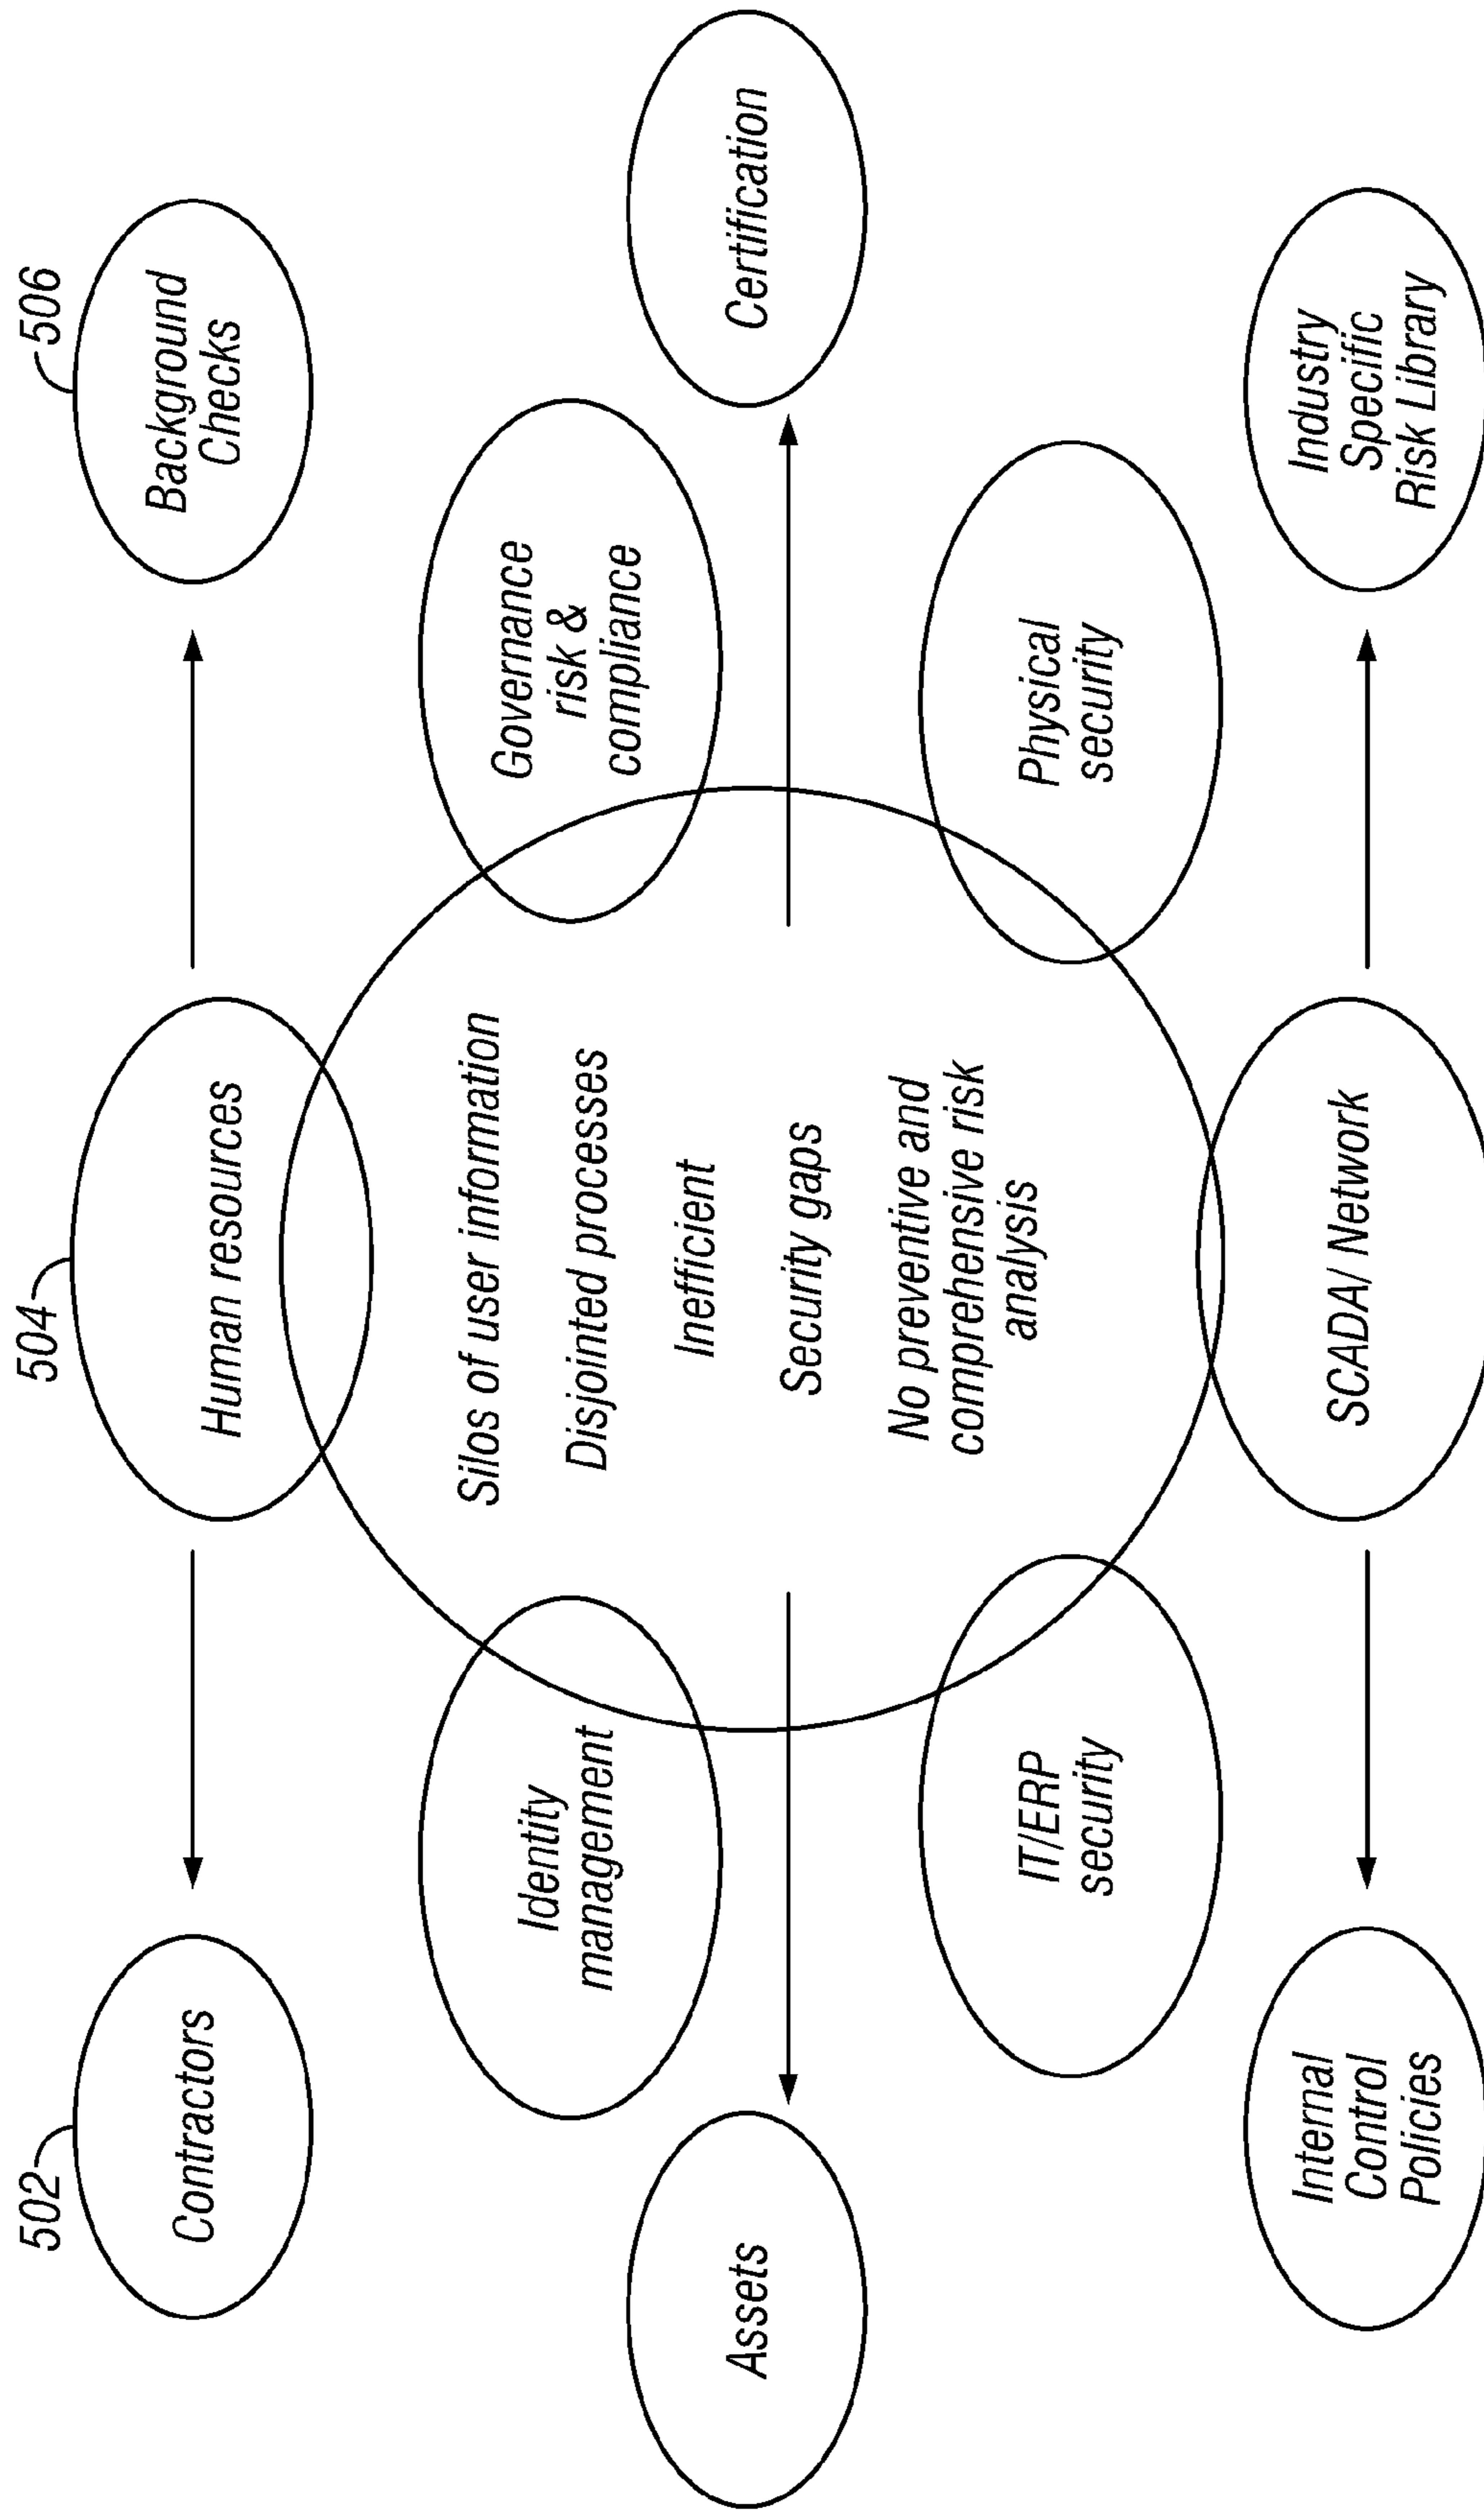 502
504
506
Contractors
Human resources
Background
Checks
Identity
management
Governance
risk &
compliance
Silos of user information
Disjointed processes
Inefficient
Security gaps
No preventive and
comprehensive risk
analysis
Assets
Certification
IT/ERP
security
Physical
security
Internal
Control
Policies
SCADA/ Network
Industry
Specific
Risk Library